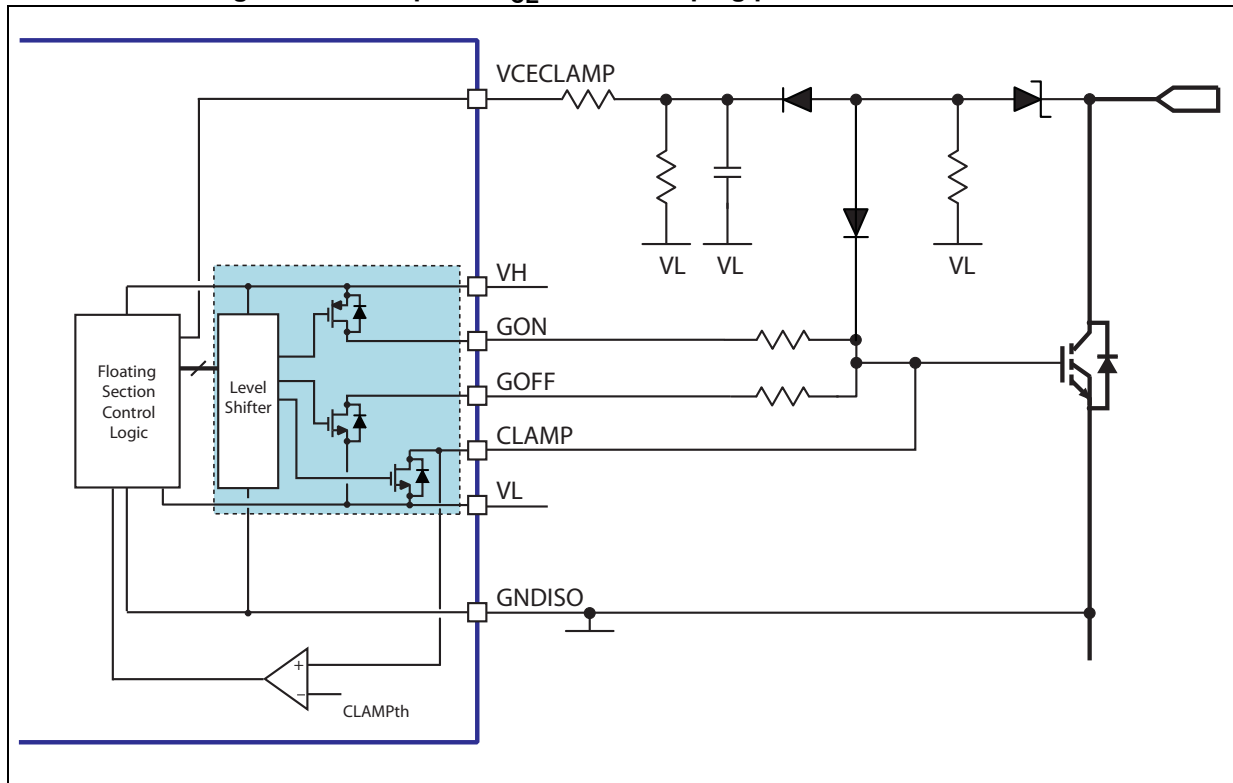 VCECLAMP
VL
VL
VL
VH
GON
GOFF
CLAMP
VL
GNDISO
Floating
Section
Control
Logic
Level
Shifter
+
−
CLAMPth